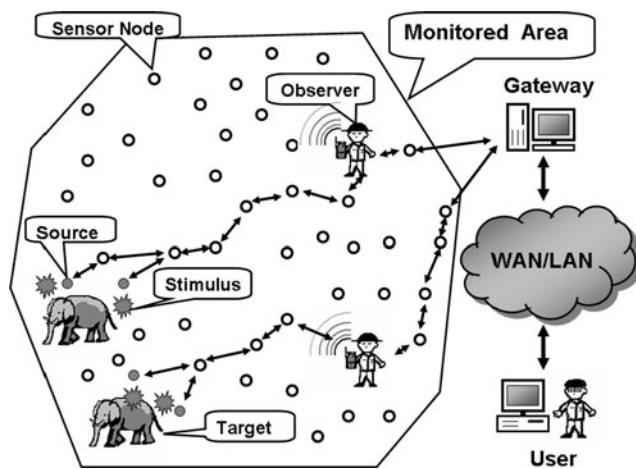 Sensor Node
Monitored Area
Observer
Gateway
Source
Stimulus
WAN/LAN
Target
User